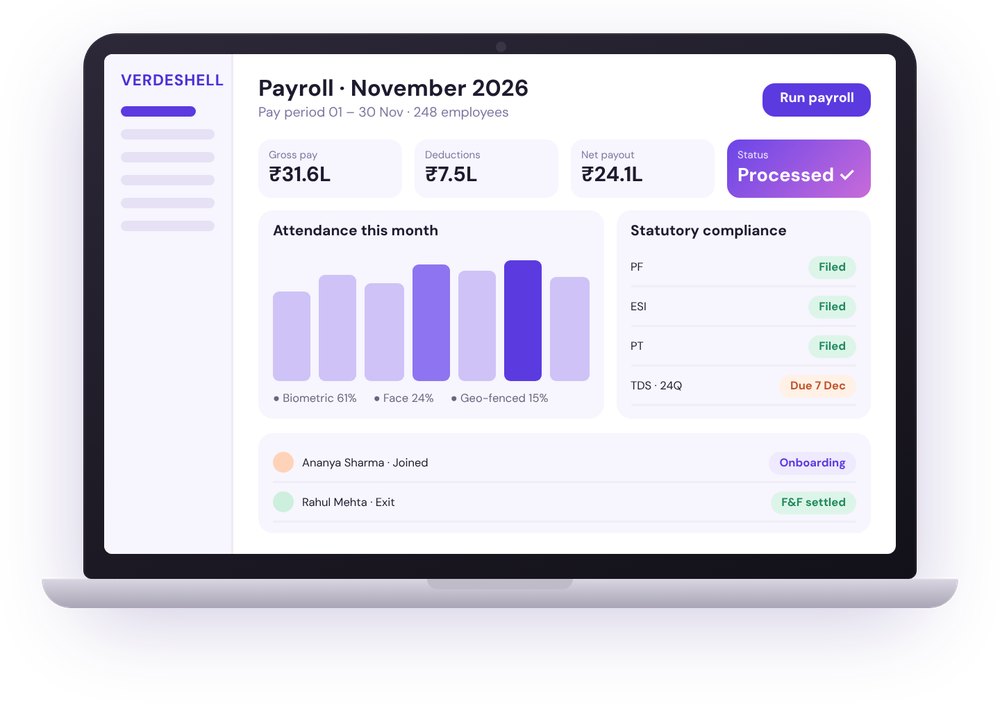 VERDESHELL
Payroll · November 2026
Pay period 01 – 30 Nov · 248 employees
Run payroll
Gross pay
₹31.6L
Deductions
₹7.5L
Net payout
₹24.1L
Status
Processed ✓
Attendance this month
● Biometric 61% ● Face 24% ● Geo-fenced 15%
Statutory compliance
PF Filed
ESI Filed
PT Filed
TDS · 24Q Due 7 Dec
Ananya Sharma · Joined Onboarding
Rahul Mehta · Exit F&F settled